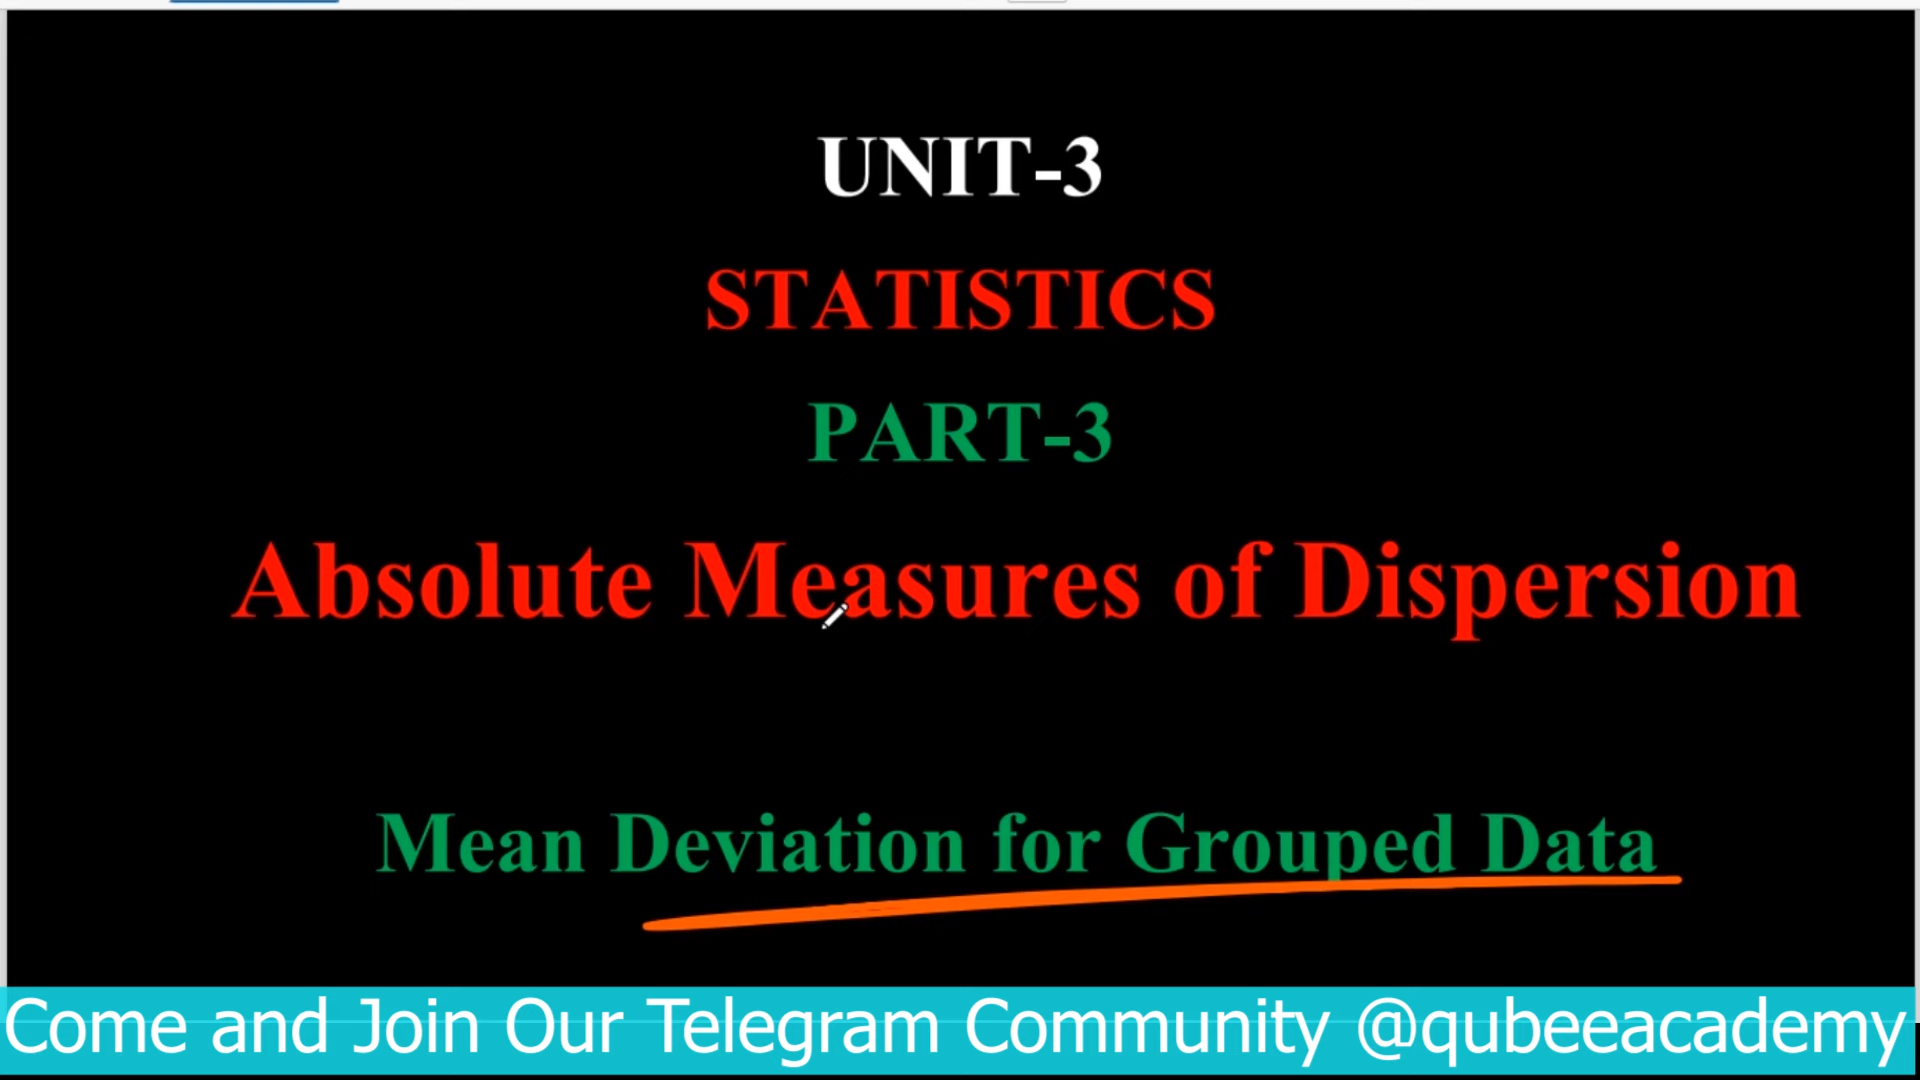 UNIT-3
STATISTICS
PART-3
Absolute Measures of Dispersion
Mean Deviation for Grouped Data
Come and Join Our Telegram Community @qubeeacademy